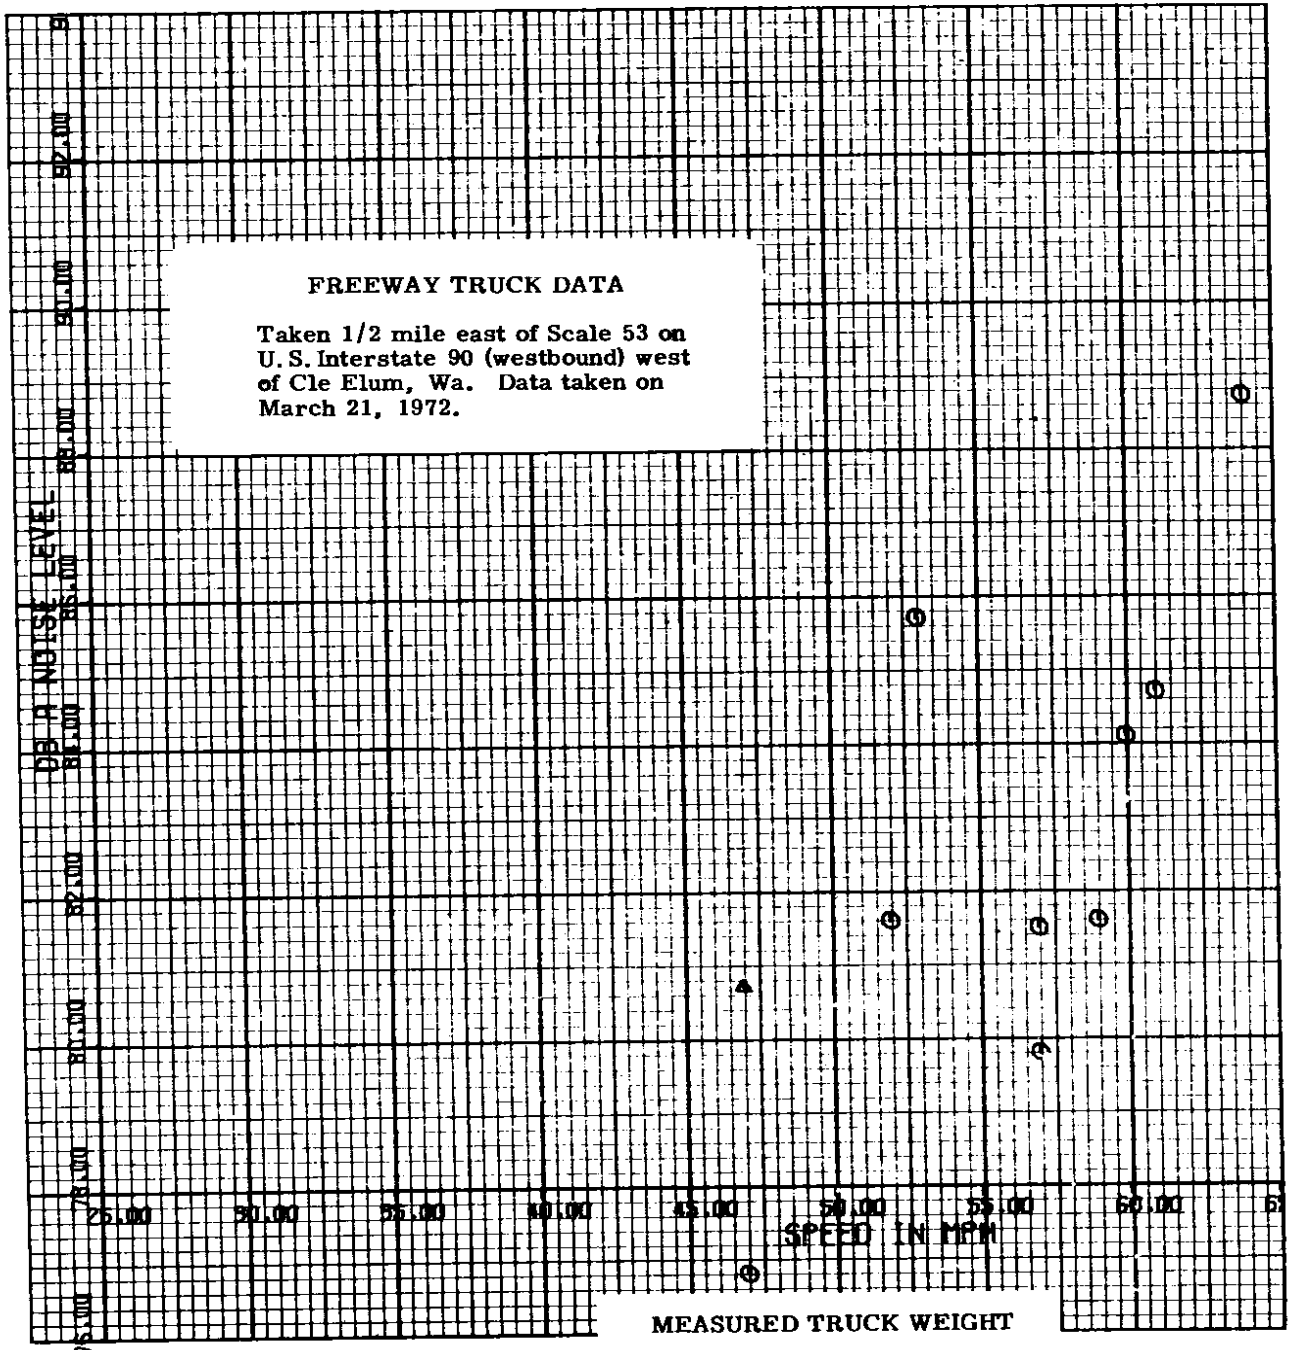 92.00
90.00
88.00
86.00
84.00
82.00
80.00
78.00
DB A NOISE LEVEL
FREEWAY TRUCK DATA
Taken 1/2 mile east of Scale 53 on
U. S. Interstate 90 (westbound) west
of Cle Elum, Wa. Data taken on
March 21, 1972.
25.00 30.00 35.00 40.00 45.00 50.00 55.00 60.00
SPEED IN MPH
MEASURED TRUCK WEIGHT